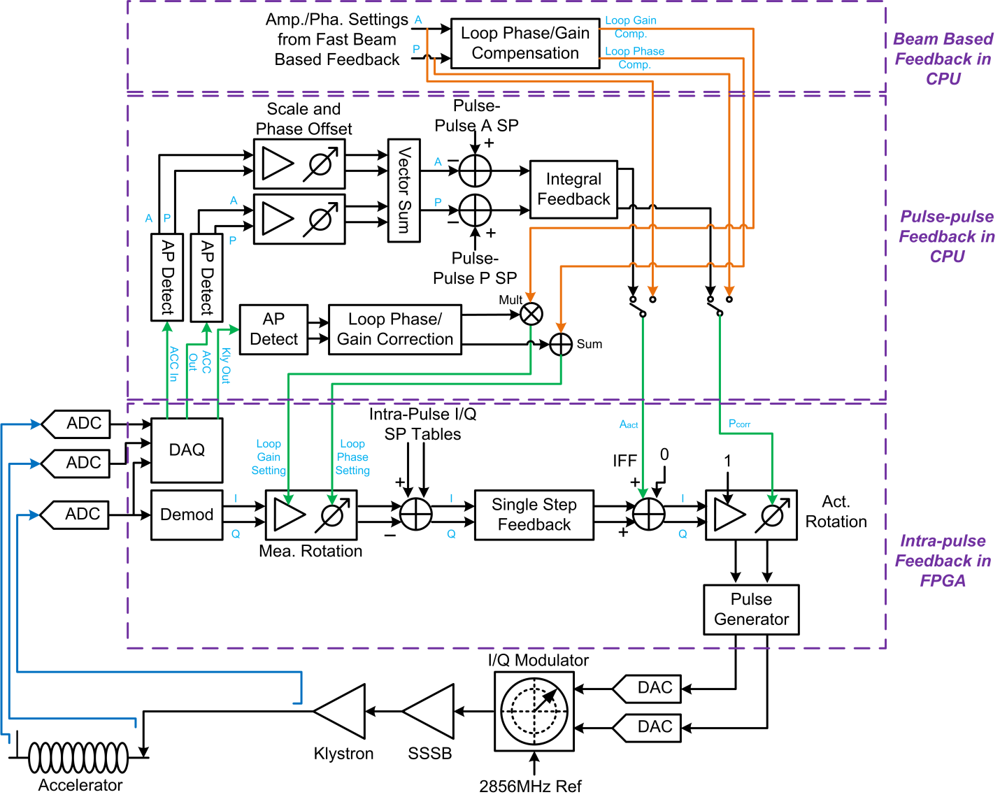 Amp./Pha. Settings
from Fast Beam
Based Feedback
A
P
Loop Phase/Gain
Compensation
Loop Gain
Comp.
Loop Phase
Comp.
Beam Based
Feedback in
CPU
Scale and
Phase Offset
Pulse-
Pulse A SP
+
−
A
P
−
+
Pulse-
Pulse P SP
Vector Sum
Integral
Feedback
A
P
A
P
AP Detect
AP Detect
Pulse-pulse
Feedback in
CPU
AP
Detect
Loop Phase/
Gain Correction
Mult
Sum
ACC In
ACC
Out
Kly Out
ADC
ADC
ADC
DAQ
Demod
I
Q
Loop
Gain
Setting
Loop
Phase
Setting
Mea. Rotation
Intra-Pulse I/Q
SP Tables
+
−
I
Q
Single Step
Feedback
Aact
IFF
0
+
+
I
Q
1
Pcorr
Act.
Rotation
Intra-pulse
Feedback in
FPGA
Pulse
Generator
I/Q Modulator
DAC
DAC
2856MHz Ref
SSSB
Klystron
Accelerator